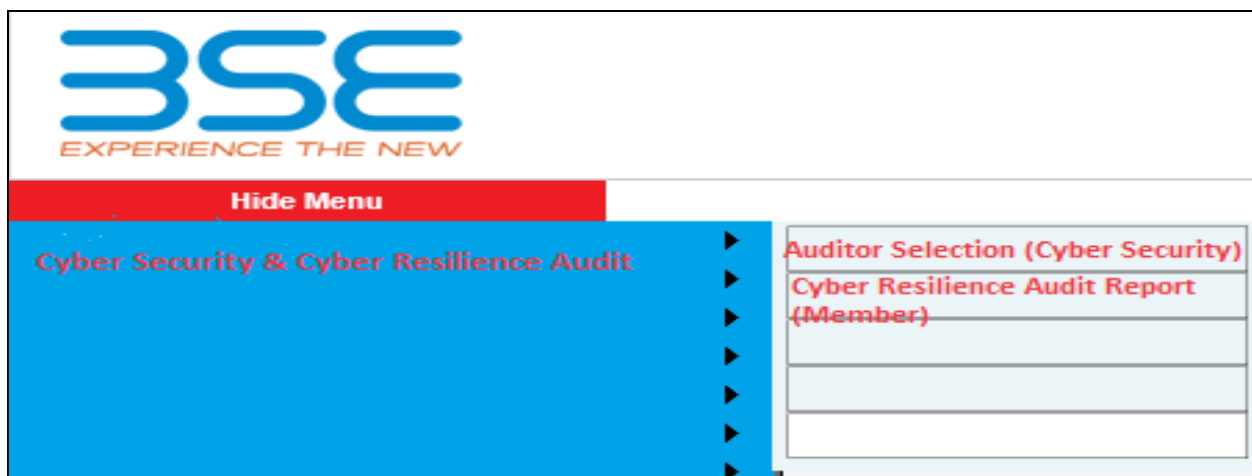 BSE
EXPERIENCE THE NEW
Hide Menu
Cyber Security & Cyber Resilience Audit
Auditor Selection (Cyber Security)
Cyber Resilience Audit Report
(Member)